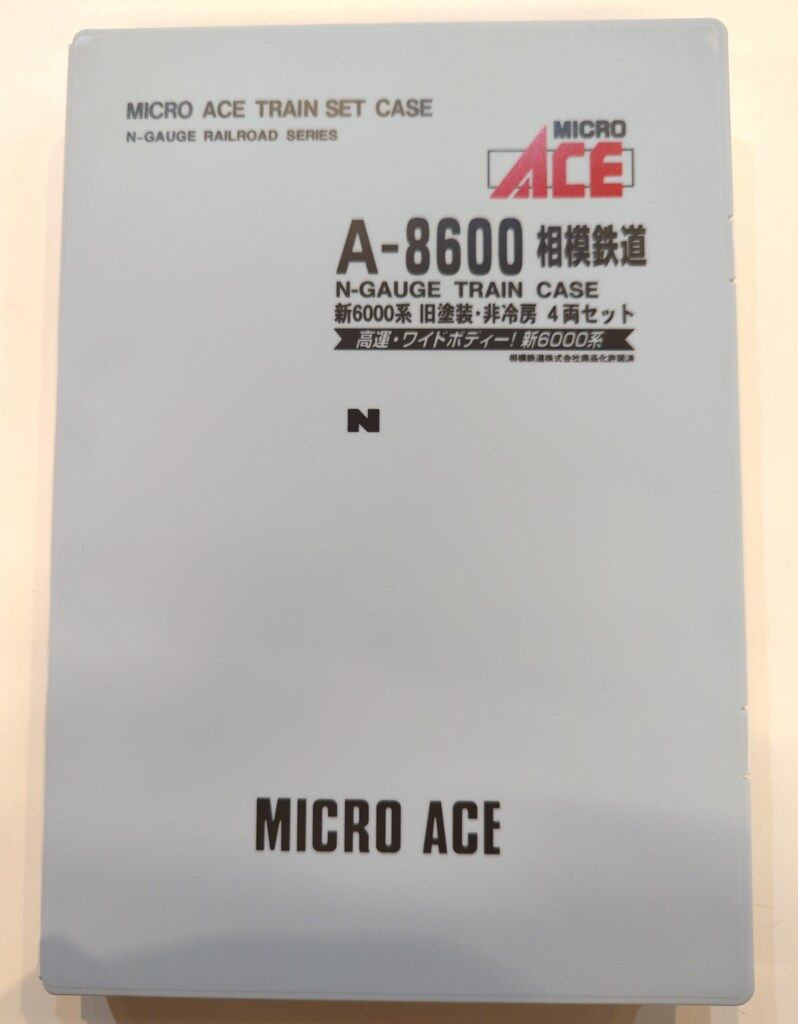 MICRO ACE TRAIN SET CASE
N-GAUGE RAILROAD SERIES
MICRO
ACE
A-8600 相模鉄道
N-GAUGE TRAIN CASE
新6000系 旧塗装・非冷房 4両セット
高運・ワイドボディー! 新6000系
相模鉄道株式会社商品化許諾済
N
MICRO ACE